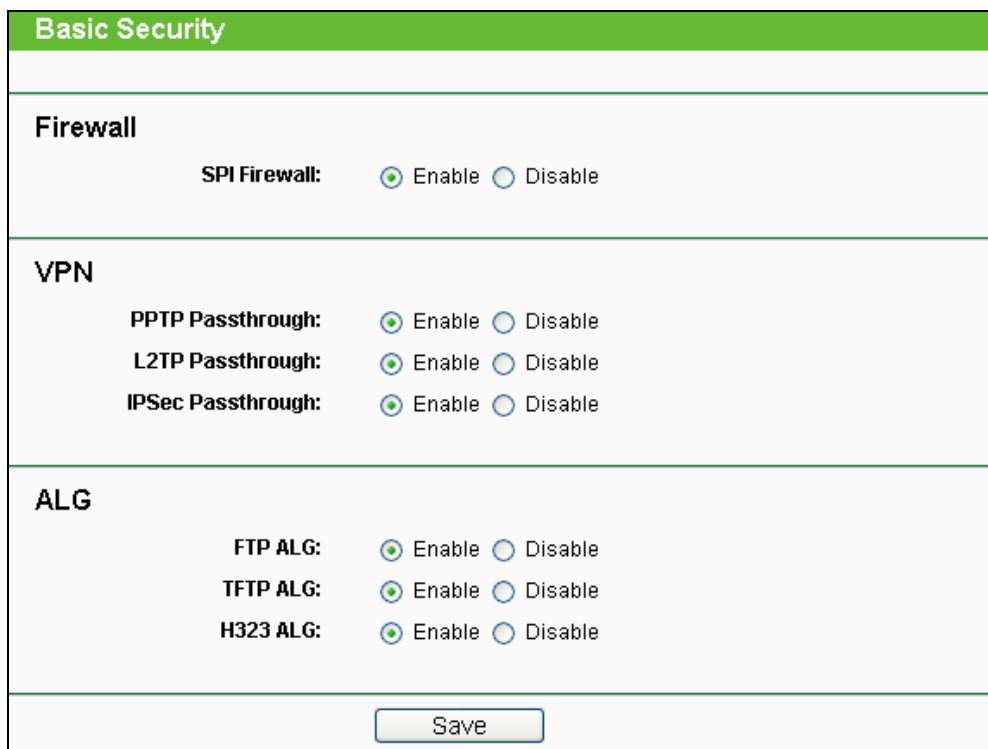 Basic Security
Firewall
SPI Firewall: Enable Disable
VPN
PPTP Passthrough: Enable Disable
L2TP Passthrough: Enable Disable
IPSec Passthrough: Enable Disable
ALG
FTP ALG: Enable Disable
TFTP ALG: Enable Disable
H323 ALG: Enable Disable
Save